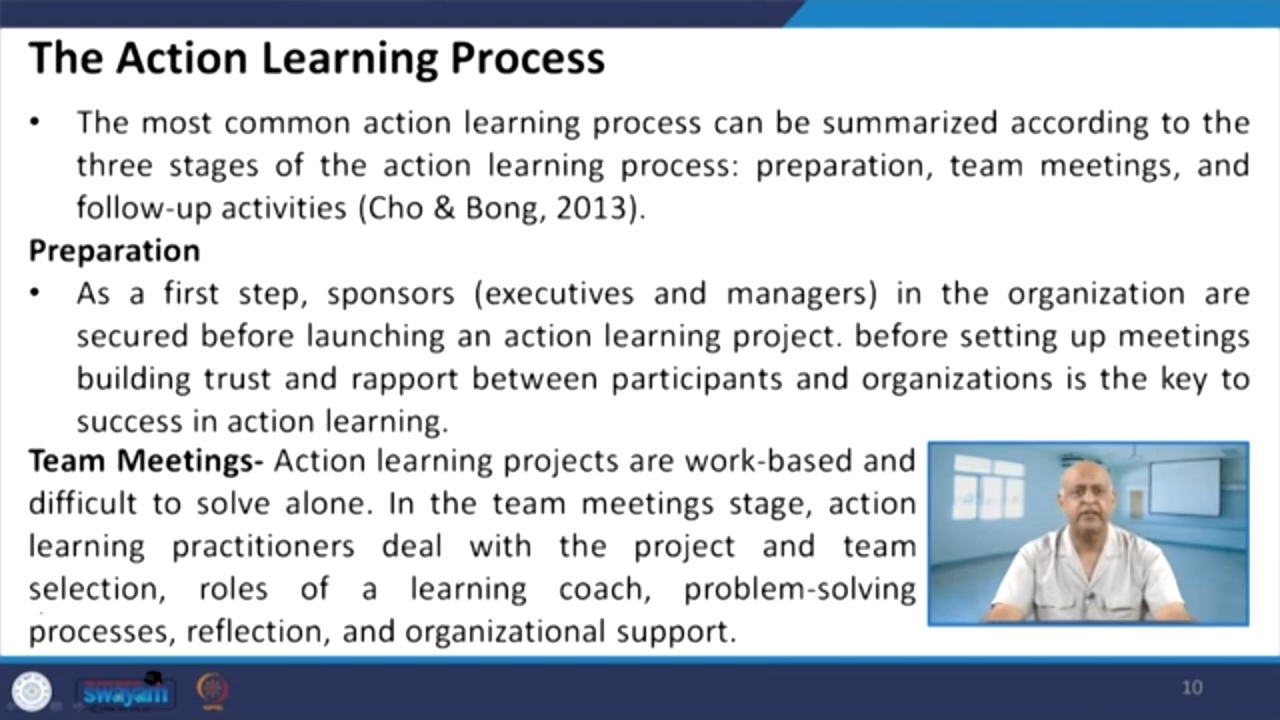 The Action Learning Process
• The most common action learning process can be summarized according to the
three stages of the action learning process: preparation, team meetings, and
follow-up activities (Cho & Bong, 2013).
Preparation
• As a first step, sponsors (executives and managers) in the organization are
secured before launching an action learning project. before setting up meetings
building trust and rapport between participants and organizations is the key to
success in action learning.
Team Meetings- Action learning projects are work-based and
difficult to solve alone. In the team meetings stage, action
learning practitioners deal with the project and team
selection, roles of a learning coach, problem-solving
processes, reflection, and organizational support.
swayam
10